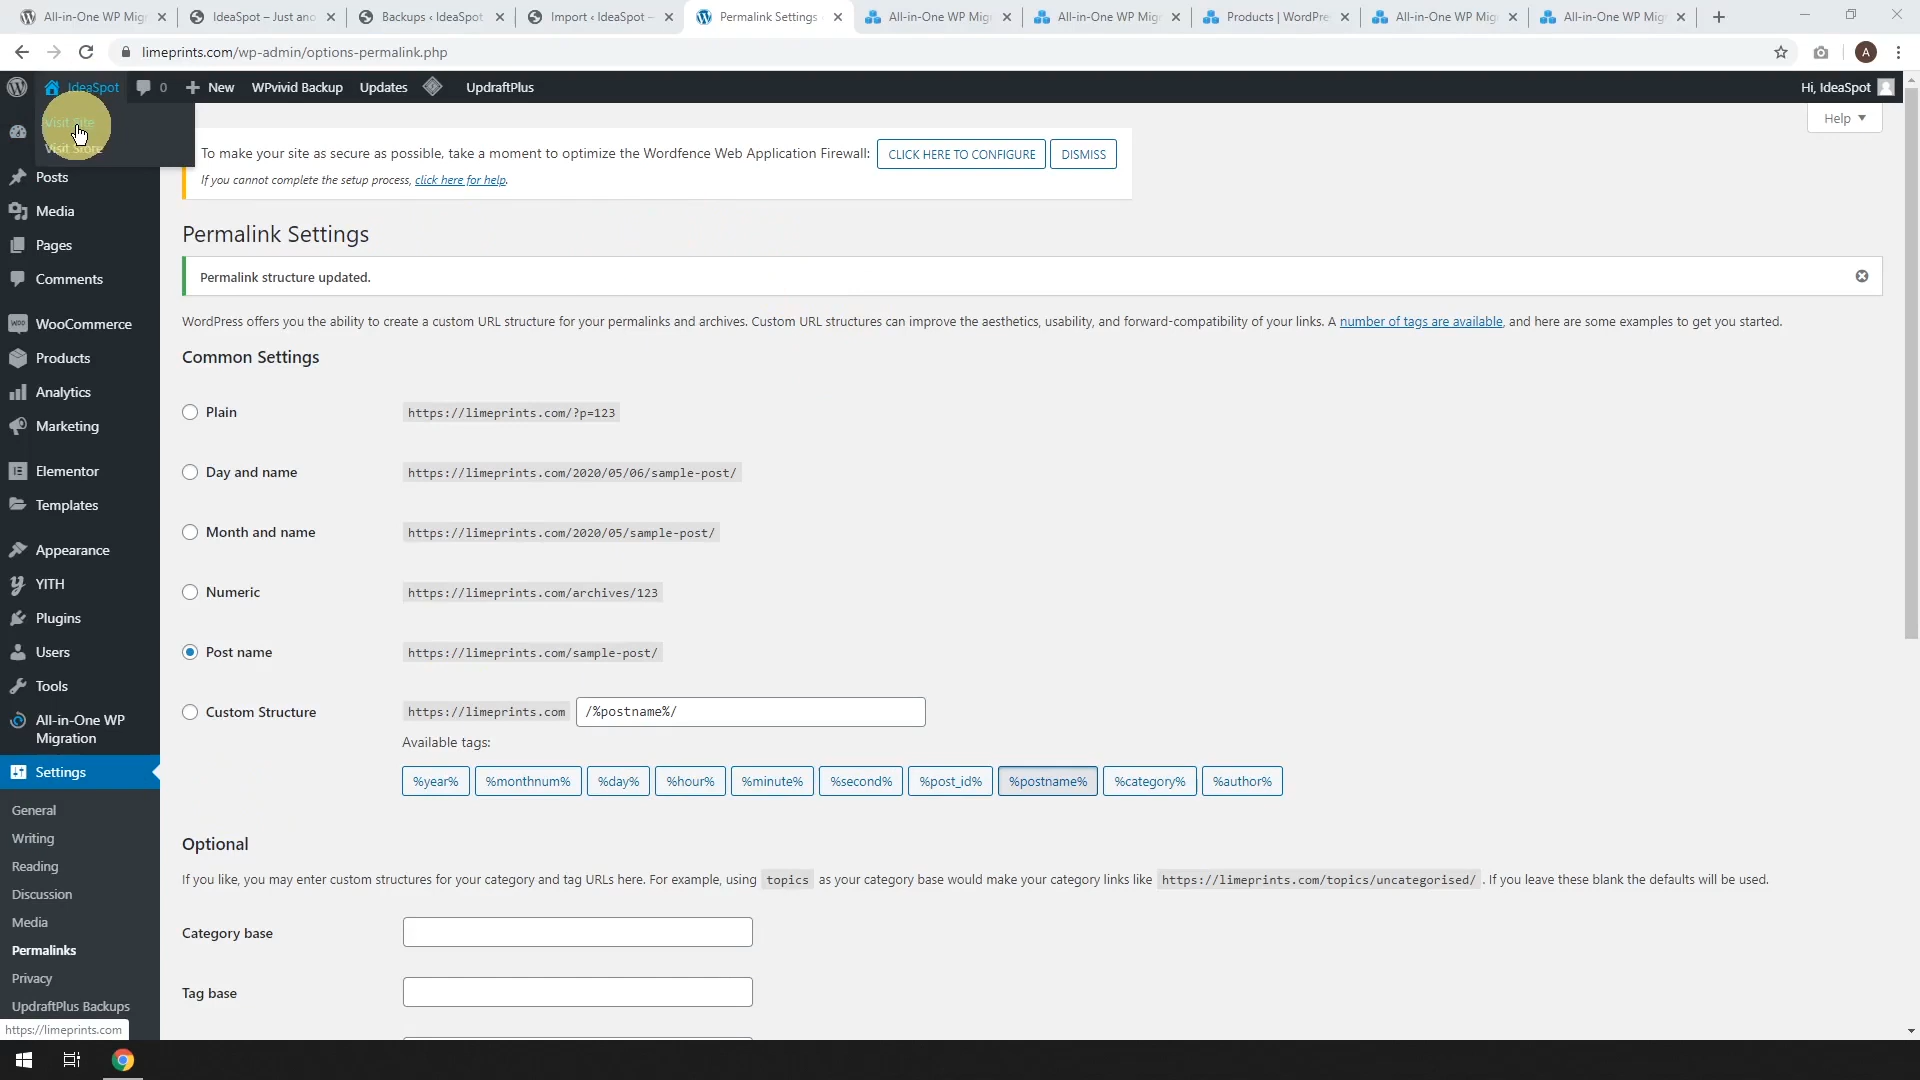 All-in-One WP Mig
IdeaSpot – Just ano
Backups ‹ IdeaSpot
Import ‹ IdeaSpot —
Permalink Settings
All-in-One WP Mig
All-in-One WP Mig
Products | WordPre
All-in-One WP Mig
All-in-One WP Mig
limeprints.com/wp-admin/options-permalink.php
A
IdeaSpot
0
New
WPvivid Backup
Updates
UpdraftPlus
Hi, IdeaSpot
Visit Site
Visit Store
Help
To make your site as secure as possible, take a moment to optimize the Wordfence Web Application Firewall:
CLICK HERE TO CONFIGURE
DISMISS
If you cannot complete the setup process, click here for help.
Posts
Media
Pages
Comments
WooCommerce
Products
Analytics
Marketing
Elementor
Templates
Appearance
YITH
Plugins
Users
Tools
All-in-One WP
Migration
Settings
General
Writing
Reading
Discussion
Media
Permalinks
Privacy
UpdraftPlus Backups
https://limeprints.com
Permalink Settings
Permalink structure updated.
WordPress offers you the ability to create a custom URL structure for your permalinks and archives. Custom URL structures can improve the aesthetics, usability, and forward-compatibility of your links. A number of tags are available, and here are some examples to get you started.
Common Settings
Plain https://limeprints.com/?p=123
Day and name https://limeprints.com/2020/05/06/sample-post/
Month and name https://limeprints.com/2020/05/sample-post/
Numeric https://limeprints.com/archives/123
Post name https://limeprints.com/sample-post/
Custom Structure https://limeprints.com /%postname%/
Available tags:
%year% %monthnum% %day% %hour% %minute% %second% %post_id% %postname% %category% %author%
Optional
If you like, you may enter custom structures for your category and tag URLs here. For example, using topics as your category base would make your category links like https://limeprints.com/topics/uncategorised/ . If you leave these blank the defaults will be used.
Category base
Tag base